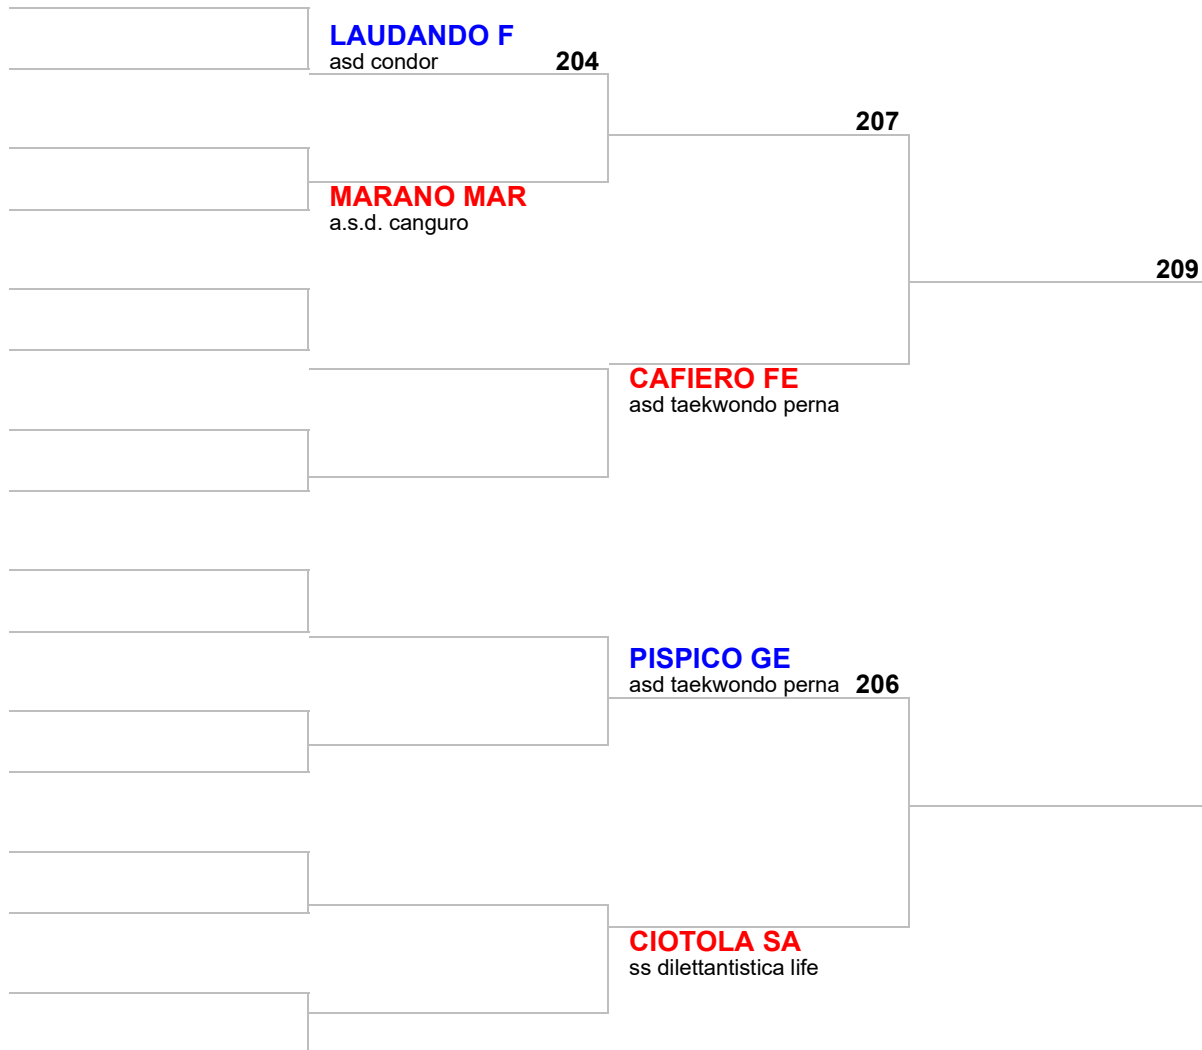 LAUDANDO F
asd condor 204
207
MARANO MAR
a.s.d. canguro
209
CAFIERO FE
asd taekwondo perna
PISPICO GE
asd taekwondo perna 206
CIOTOLA SA
ss dilettantistica life